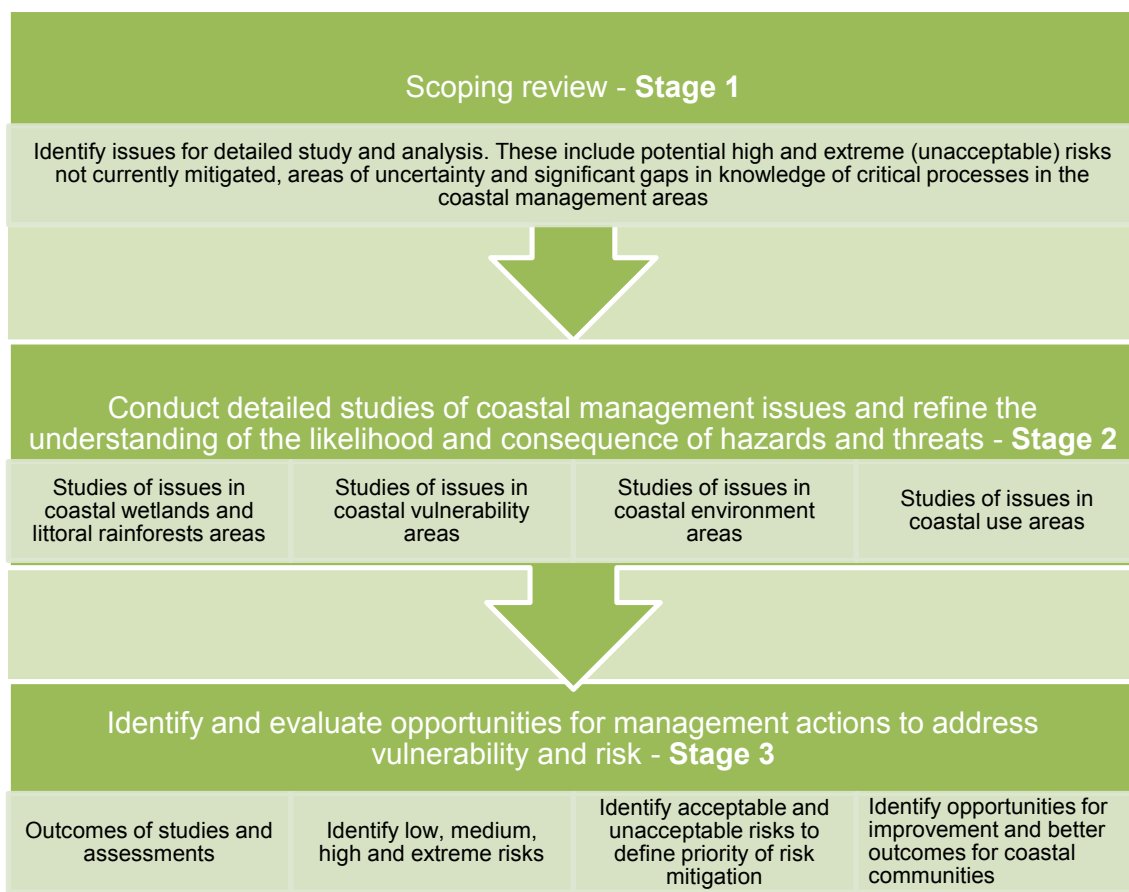 Scoping review - Stage 1
Identify issues for detailed study and analysis. These include potential high and extreme (unacceptable) risks
not currently mitigated, areas of uncertainty and significant gaps in knowledge of critical processes in the
coastal management areas
Conduct detailed studies of coastal management issues and refine the
understanding of the likelihood and consequence of hazards and threats - Stage 2
Studies of issues in
coastal wetlands and
littoral rainforests areas
Studies of issues in
coastal vulnerability
areas
Studies of issues in
coastal environment
areas
Studies of issues in
coastal use areas
Identify and evaluate opportunities for management actions to address
vulnerability and risk - Stage 3
Outcomes of studies and
assessments
Identify low, medium,
high and extreme risks
Identify acceptable and
unacceptable risks to
define priority of risk
mitigation
Identify opportunities for
improvement and better
outcomes for coastal
communities